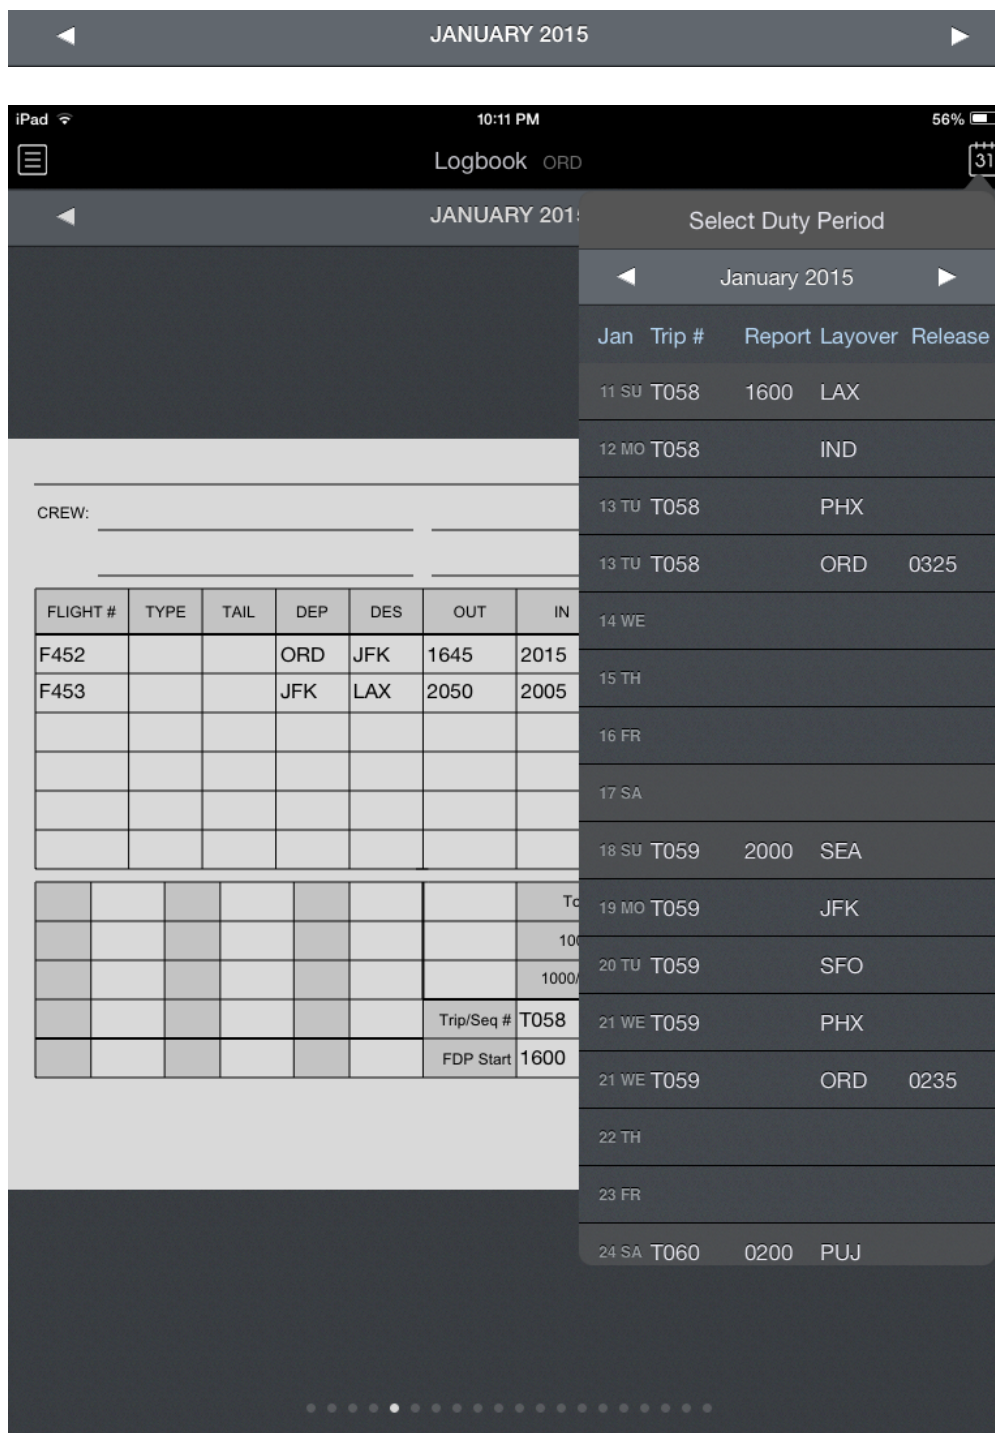 JANUARY 2015
iPad 10:11 PM 56%
Logbook ORD 31
JANUARY 201
Select Duty Period
January 2015
Jan Trip # Report Layover Release
11 SU T058 1600 LAX
12 MO T058 IND
13 TU T058 PHX
13 TU T058 ORD 0325
14 WE
15 TH
16 FR
17 SA
18 SU T059 2000 SEA
19 MO T059 JFK
20 TU T059 SFO
21 WE T059 PHX
21 WE T059 ORD 0235
22 TH
23 FR
24 SA T060 0200 PUJ
CREW:
FLIGHT # TYPE TAIL DEP DES OUT IN
F452 ORD JFK 1645 2015
F453 JFK LAX 2050 2005
Trip/Seq # T058
FDP Start 1600